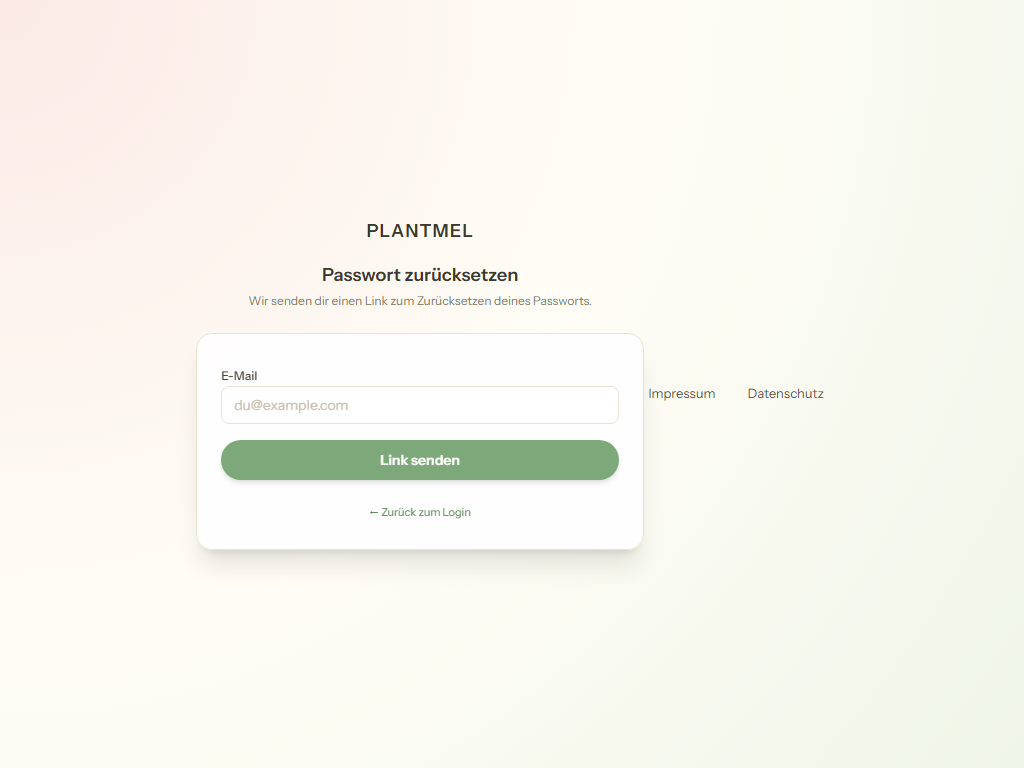 PLANTMEL
Passwort zurücksetzen
Wir senden dir einen Link zum Zurücksetzen deines Passworts.
E-Mail
du@example.com
Link senden
← Zurück zum Login
Impressum Datenschutz